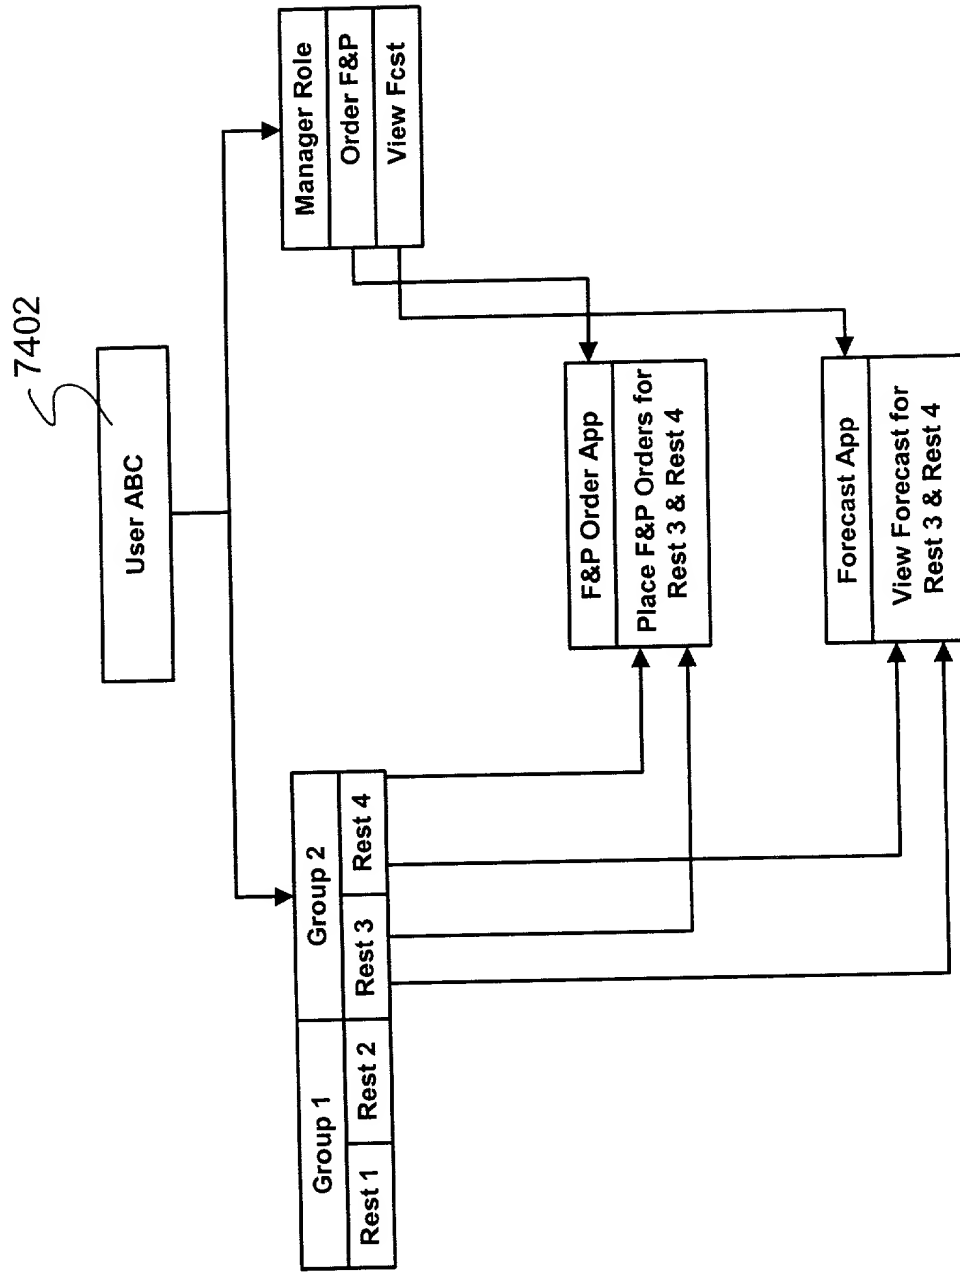 7402
User ABC
Group 1
Group 2
Rest 1
Rest 2
Rest 3
Rest 4
Manager Role
Order F&P
View Fcst
F&P Order App
Place F&P Orders for
Rest 3 & Rest 4
Forecast App
View Forecast for
Rest 3 & Rest 4